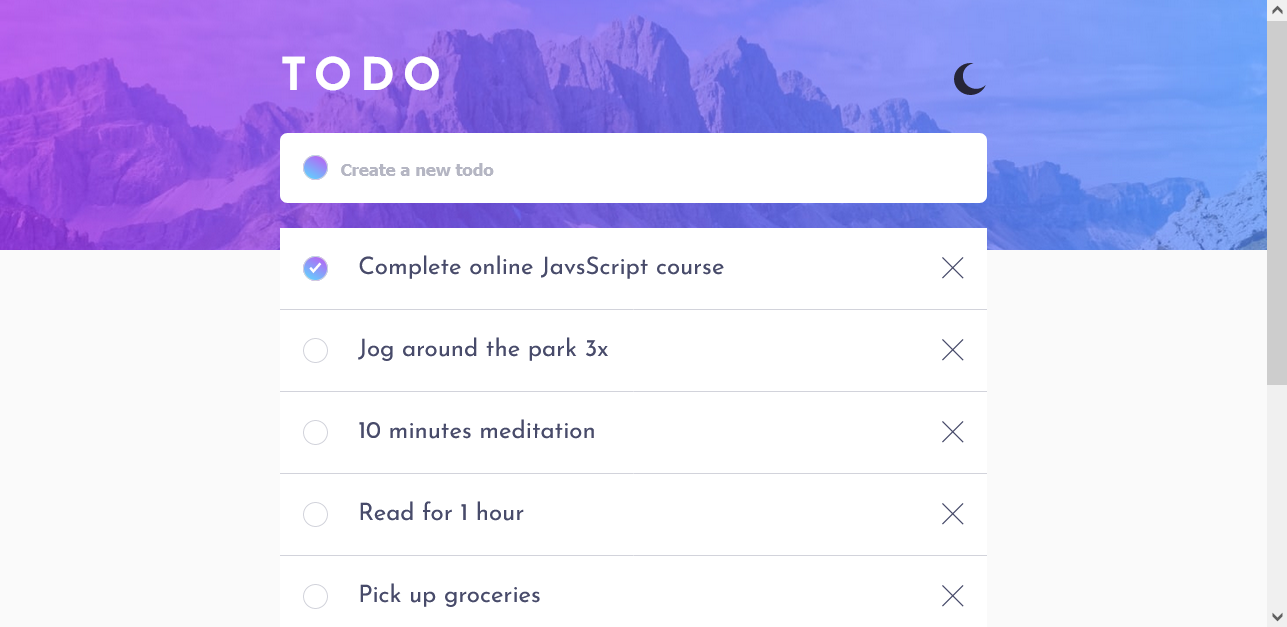 TODO
Create a new todo
Complete online JavsScript course
Jog around the park 3x
10 minutes meditation
Read for 1 hour
Pick up groceries